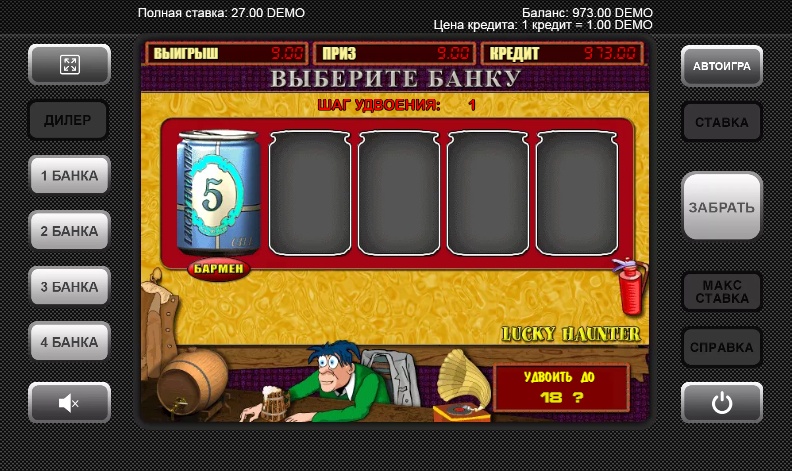 Полная ставка: 27.00 DEMO
Баланс: 973.00 DEMO
Цена кредита: 1 кредит = 1.00 DEMO
ВЫИГРЫШ 9.00 ПРИЗ 9.00 КРЕДИТ 973.00
ВЫБЕРИТЕ БАНКУ
ШАГ УДВОЕНИЯ: 1
АВТОИГРА
ДИЛЕР
СТАВКА
1 БАНКА
5
LUCKY HAUNTER
ЗАБРАТЬ
2 БАНКА
БАРМЕН
3 БАНКА
МАКС
СТАВКА
LUCKY HAUNTER
4 БАНКА
СПРАВКА
УДВОИТЬ ДО
18 ?